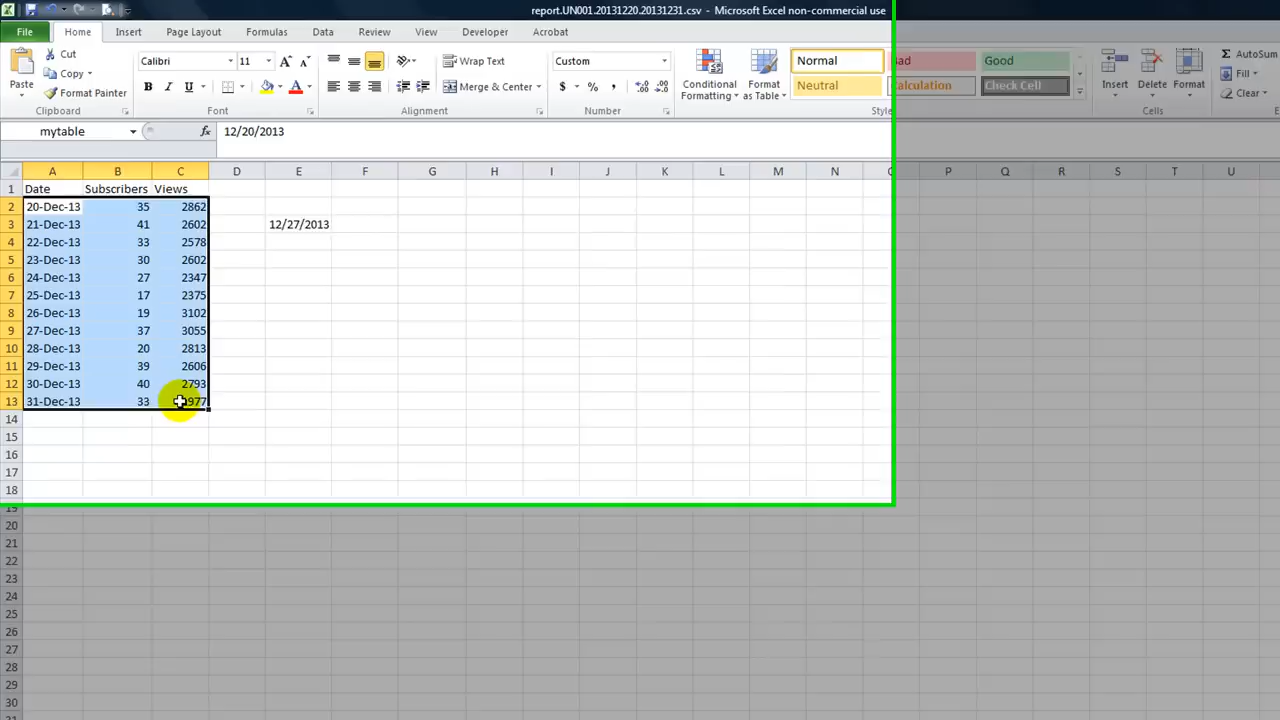 report.UN001.20131220.20131231.csv - Microsoft Excel non-commercial use
File Home Insert Page Layout Formulas Data Review View Developer Acrobat
Cut
Copy
Format Painter
Paste
Clipboard
Calibri 11
B I U
Font
Wrap Text
Merge & Center
Alignment
Custom
$ % ,
Number
Conditional Formatting
Format as Table
Normal Bad Good
Neutral Calculation Check Cell
Insert Delete Format
Cells
AutoSum
Fill
Clear
mytable fx 12/20/2013
A B C D E F G H I J K L M N O P Q R S T U
1 Date Subscribers Views
2 20-Dec-13 35 2862
3 21-Dec-13 41 2602 12/27/2013
4 22-Dec-13 33 2578
5 23-Dec-13 30 2602
6 24-Dec-13 27 2347
7 25-Dec-13 17 2375
8 26-Dec-13 19 3102
9 27-Dec-13 37 3055
10 28-Dec-13 20 2813
11 29-Dec-13 39 2606
12 30-Dec-13 40 2793
13 31-Dec-13 33
14
15
16
17
18
19
20
21
22
23
24
25
26
27
28
29
30